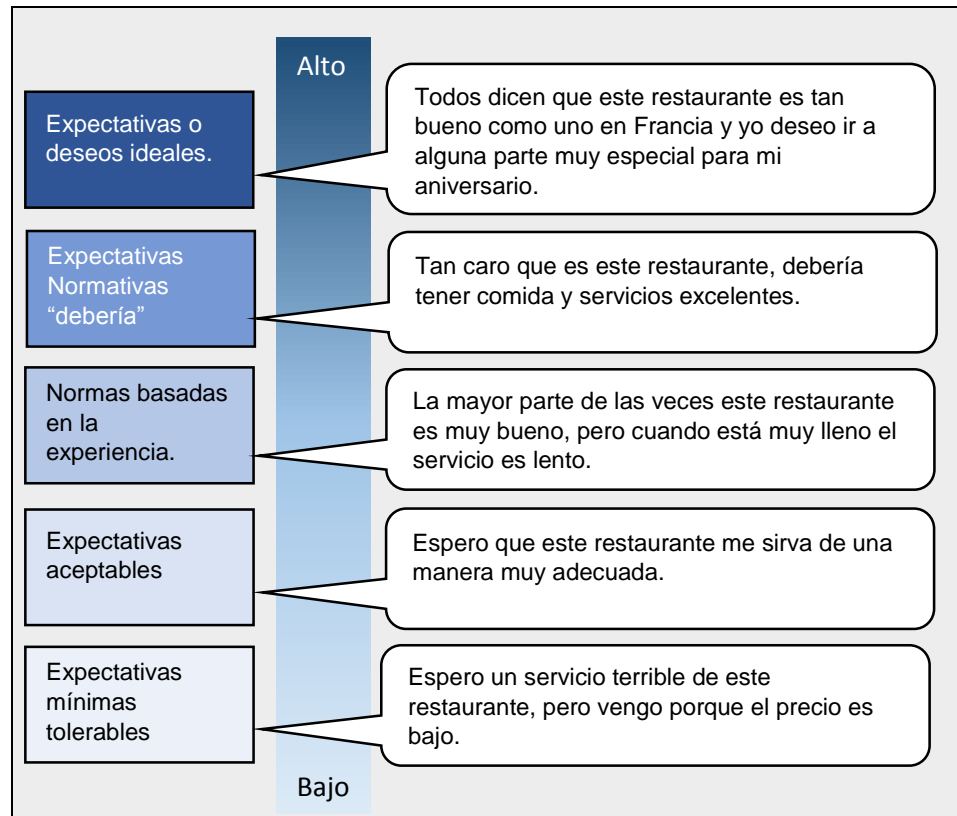 Alto
Expectativas o
deseos ideales.
Todos dicen que este restaurante es tan
bueno como uno en Francia y yo deseo ir a
alguna parte muy especial para mi
aniversario.
Expectativas
Normativas
“debería”
Tan caro que es este restaurante, debería
tener comida y servicios excelentes.
Normas basadas
en la
experiencia.
La mayor parte de las veces este restaurante
es muy bueno, pero cuando está muy lleno el
servicio es lento.
Expectativas
aceptables
Espero que este restaurante me sirva de una
manera muy adecuada.
Expectativas
mínimas
tolerables
Espero un servicio terrible de este
restaurante, pero vengo porque el precio es
bajo.
Bajo